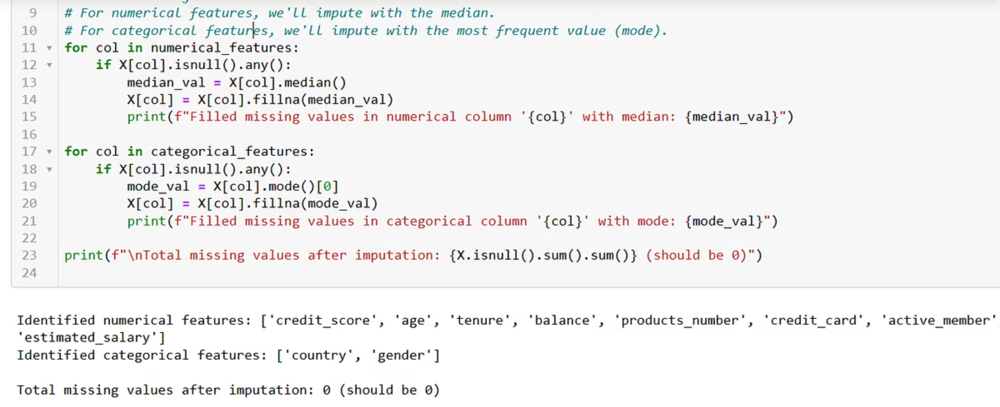 9 # For numerical features, we'll impute with the median.
10 # For categorical features, we'll impute with the most frequent value (mode).
11 for col in numerical_features:
12     if X[col].isnull().any():
13         median_val = X[col].median()
14         X[col] = X[col].fillna(median_val)
15         print(f"Filled missing values in numerical column '{col}' with median: {median_val}")
16
17 for col in categorical_features:
18     if X[col].isnull().any():
19         mode_val = X[col].mode()[0]
20         X[col] = X[col].fillna(mode_val)
21         print(f"Filled missing values in categorical column '{col}' with mode: {mode_val}")
22
23 print(f"\nTotal missing values after imputation: {X.isnull().sum().sum()} (should be 0)")
24
Identified numerical features: ['credit_score', 'age', 'tenure', 'balance', 'products_number', 'credit_card', 'active_member',
'estimated_salary']
Identified categorical features: ['country', 'gender']
Total missing values after imputation: 0 (should be 0)